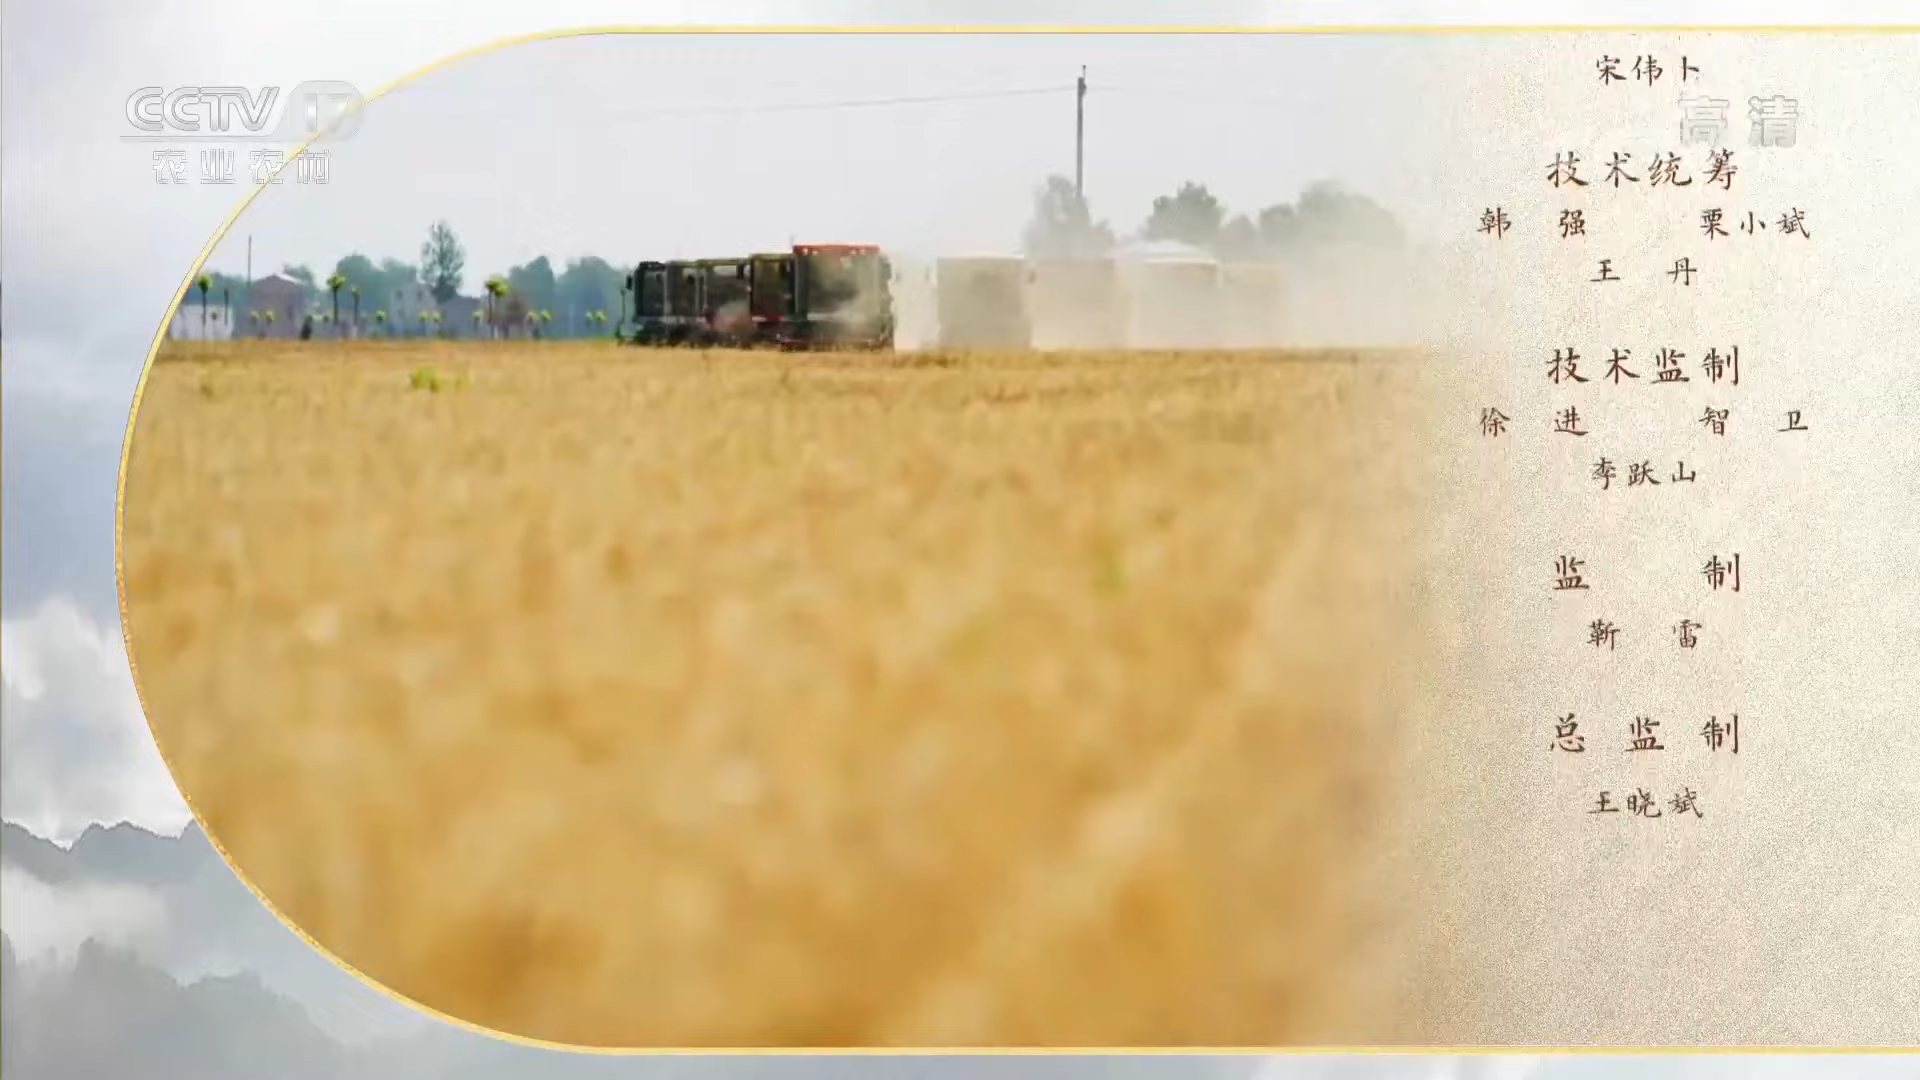 CCTV 17
农业农村
高清
宋伟卜
技术统筹
韩 强 栗小斌
王 丹
技术监制
徐 进 智 卫
李跃山
监 制
靳 雷
总 监 制
王晓斌